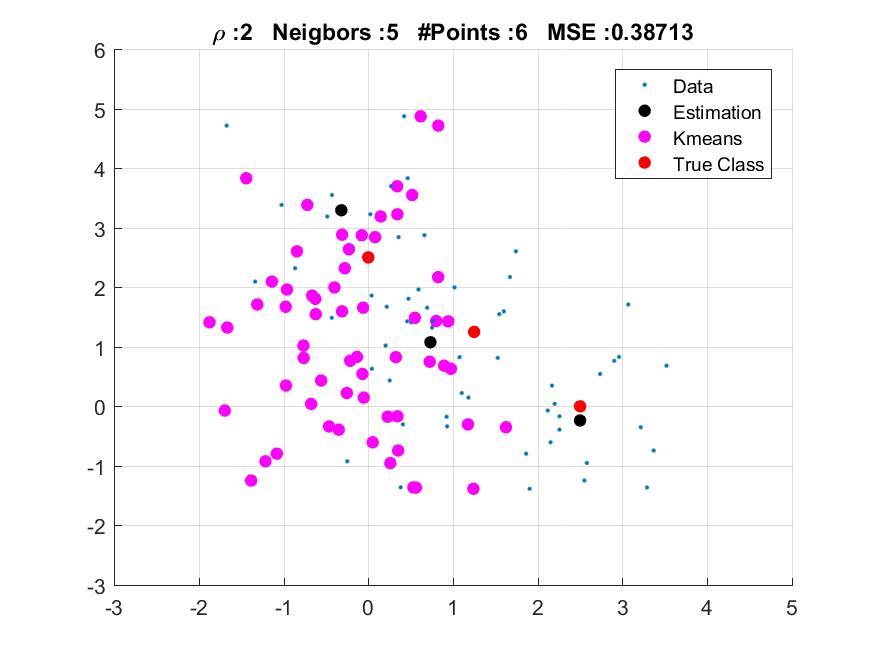 ρ :2 Neigbors :5 #Points :6 MSE :0.38713
6
5
4
3
2
1
0
-1
-2
-3
-3 -2 -1 0 1 2 3 4 5
Data
Estimation
Kmeans
True Class